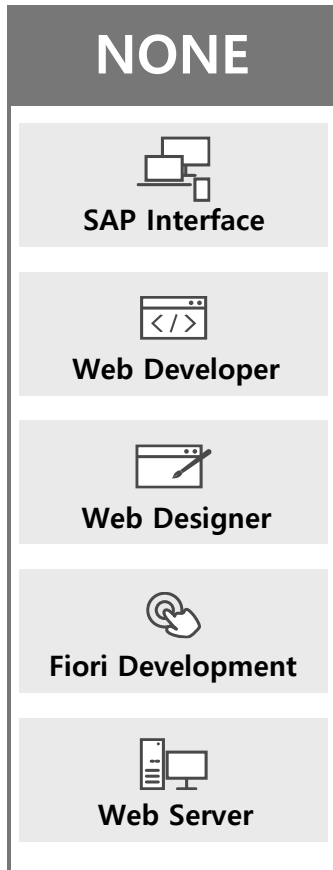 NONE
SAP Interface
</>
Web Developer
Web Designer
Fiori Development
Web Server